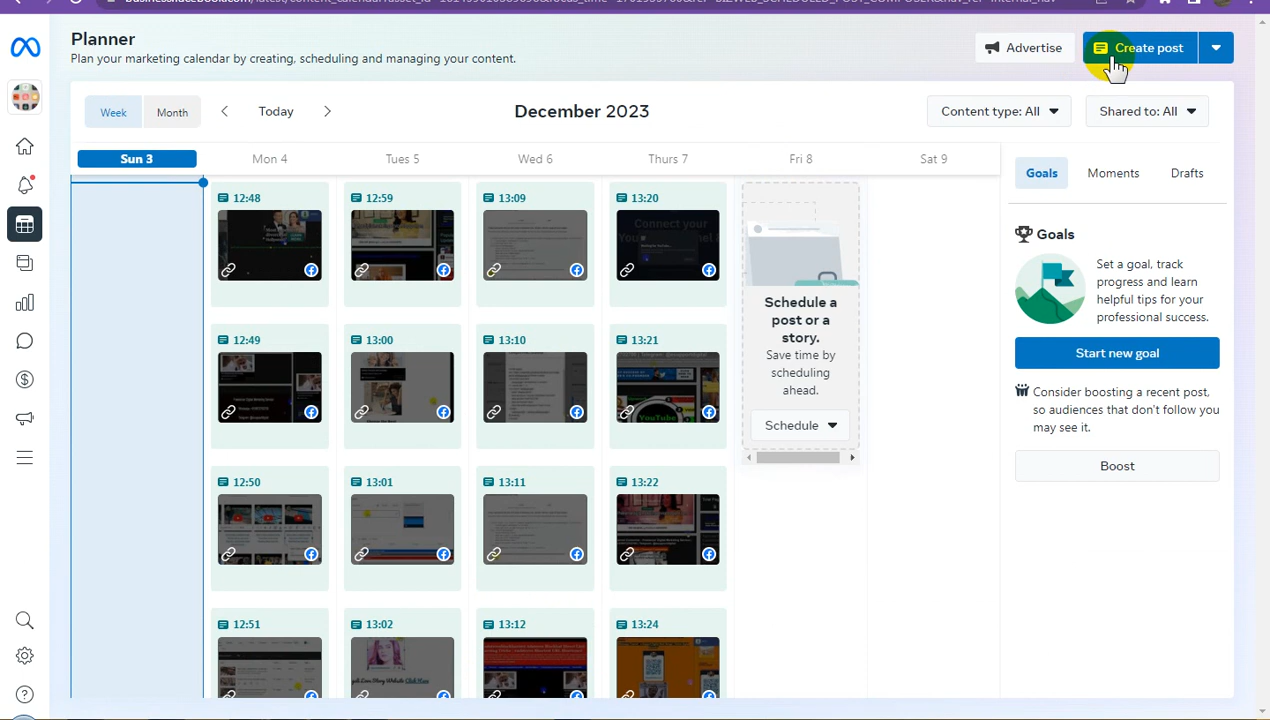 Planner
Plan your marketing calendar by creating, scheduling and managing your content.
Advertise
Create post
Week
Month
Today
December 2023
Content type: All
Shared to: All
Sun 3
Mon 4
Tues 5
Wed 6
Thurs 7
Fri 8
Sat 9
12:48
12:59
13:09
13:20
12:49
13:00
13:10
13:21
12:50
13:01
13:11
13:22
12:51
13:02
13:12
13:24
Schedule a
post or a
story.
Save time by
scheduling
ahead.
Schedule
Goals
Moments
Drafts
Goals
Set a goal, track
progress and learn
helpful tips for your
professional success.
Start new goal
Consider boosting a recent post,
so audiences that don't follow you
may see it.
Boost